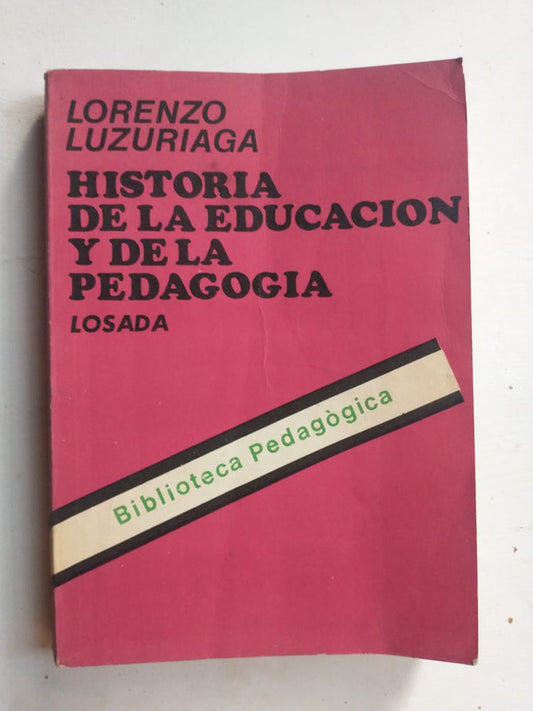 LORENZO
LUZURIAGA
HISTORIA
DE LA EDUCACION
Y DE LA
PEDAGOGIA
LOSADA
Biblioteca Pedagògica